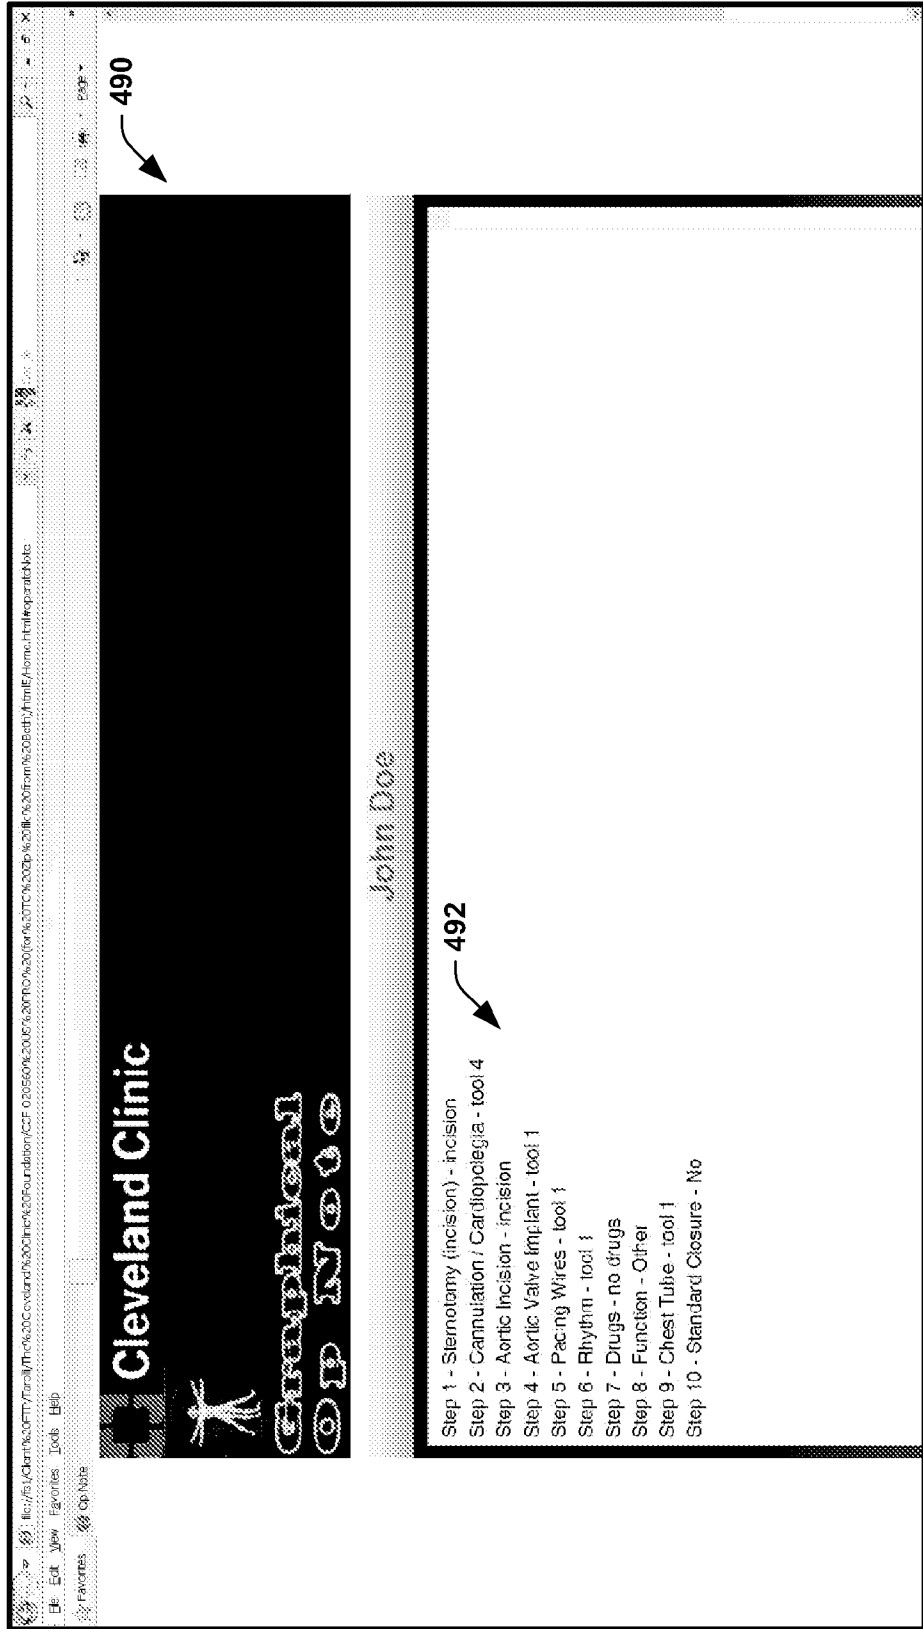 File Edit View Favorites Tools Help
Favorites Op Note
Page
490
Cleveland Clinic
Graphical
Op Note
John Doe
492
Step 1 - Sternotomy (incision) - incision
Step 2 - Cannulation / Cardioplegia - tool 4
Step 3 - Aortic Incision - incision
Step 4 - Aortic Valve Implant - tool 1
Step 5 - Pacing Wires - tool 1
Step 6 - Rhythm - tool 1
Step 7 - Drugs - no drugs
Step 8 - Function - Other
Step 9 - Chest Tube - tool 1
Step 10 - Standard Closure - No